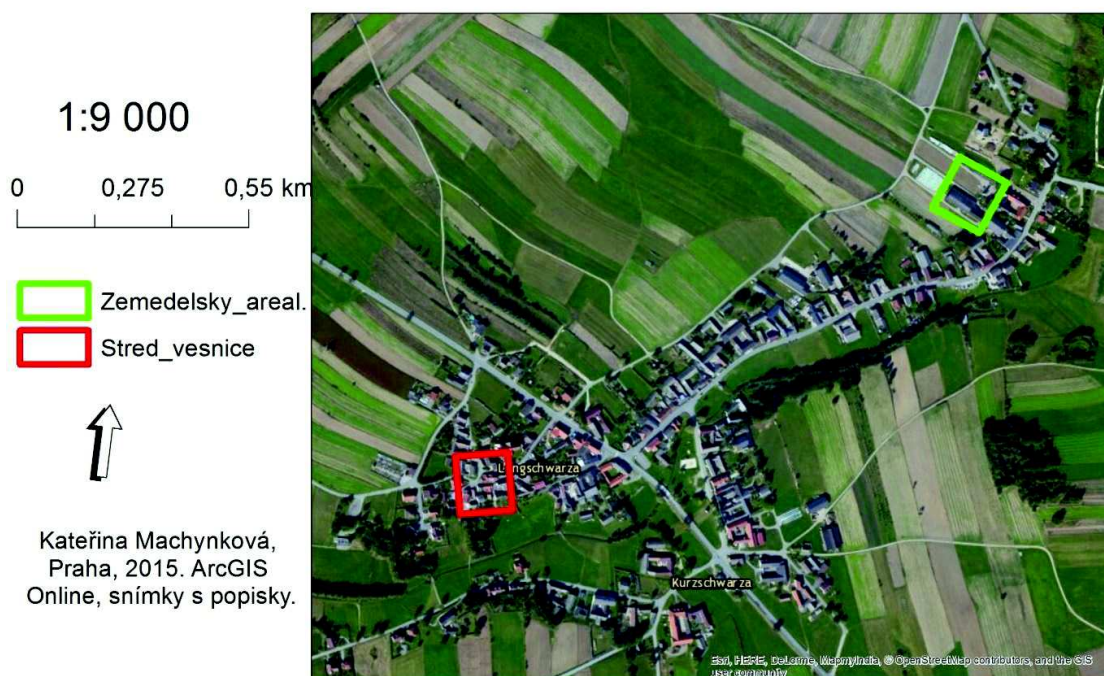 1:9 000
0 0,275 0,55 km
Zemedelsky_areal.
Stred_vesnice
Kateřina Machynková,
Praha, 2015. ArcGIS
Online, snímky s popisky.
Langschwarza
Kurzschwarza
Esri, HERE, DeLorme, MapmyIndia, © OpenStreetMap contributors, and the GIS
user community